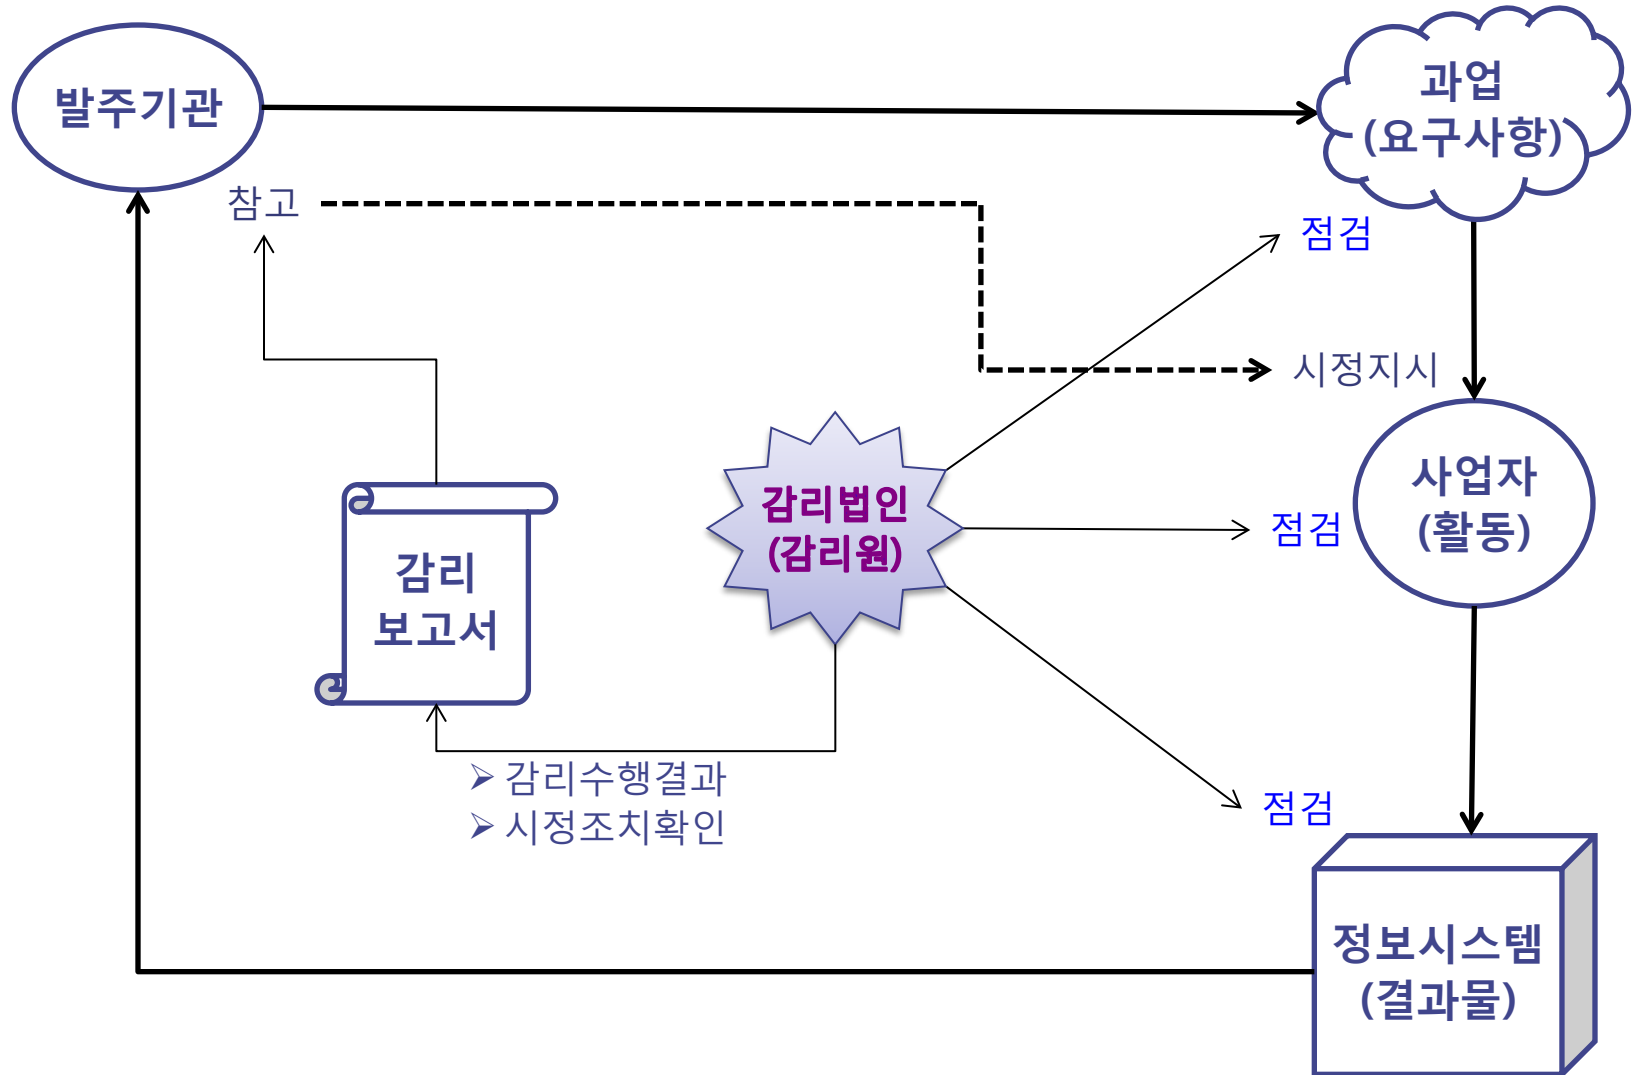 발주기관
과업
(요구사항)
참고
점검
시정지시
사업자
(활동)
감리법인
(감리원)
점검
감리
보고서
감리수행결과
시정조치확인
점검
정보시스템
(결과물)